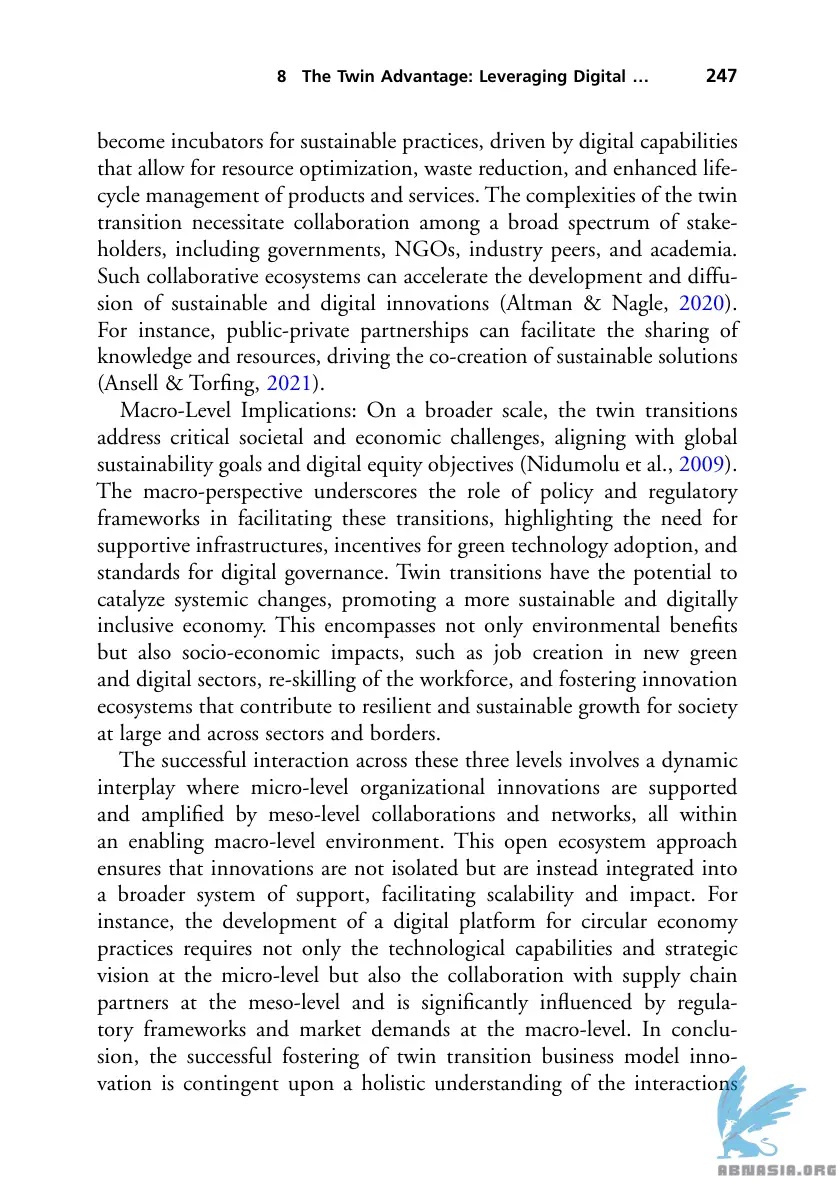 8 The Twin Advantage: Leveraging Digital … 247
become incubators for sustainable practices, driven by digital capabilities
that allow for resource optimization, waste reduction, and enhanced life-
cycle management of products and services. The complexities of the twin
transition necessitate collaboration among a broad spectrum of stake-
holders, including governments, NGOs, industry peers, and academia.
Such collaborative ecosystems can accelerate the development and diffu-
sion of sustainable and digital innovations (Altman & Nagle, 2020).
For instance, public-private partnerships can facilitate the sharing of
knowledge and resources, driving the co-creation of sustainable solutions
(Ansell & Torfing, 2021).
Macro-Level Implications: On a broader scale, the twin transitions
address critical societal and economic challenges, aligning with global
sustainability goals and digital equity objectives (Nidumolu et al., 2009).
The macro-perspective underscores the role of policy and regulatory
frameworks in facilitating these transitions, highlighting the need for
supportive infrastructures, incentives for green technology adoption, and
standards for digital governance. Twin transitions have the potential to
catalyze systemic changes, promoting a more sustainable and digitally
inclusive economy. This encompasses not only environmental benefits
but also socio-economic impacts, such as job creation in new green
and digital sectors, re-skilling of the workforce, and fostering innovation
ecosystems that contribute to resilient and sustainable growth for society
at large and across sectors and borders.
The successful interaction across these three levels involves a dynamic
interplay where micro-level organizational innovations are supported
and amplified by meso-level collaborations and networks, all within
an enabling macro-level environment. This open ecosystem approach
ensures that innovations are not isolated but are instead integrated into
a broader system of support, facilitating scalability and impact. For
instance, the development of a digital platform for circular economy
practices requires not only the technological capabilities and strategic
vision at the micro-level but also the collaboration with supply chain
partners at the meso-level and is significantly influenced by regula-
tory frameworks and market demands at the macro-level. In conclu-
sion, the successful fostering of twin transition business model inno-
vation is contingent upon a holistic understanding of the interactions
ABNASIA.ORG